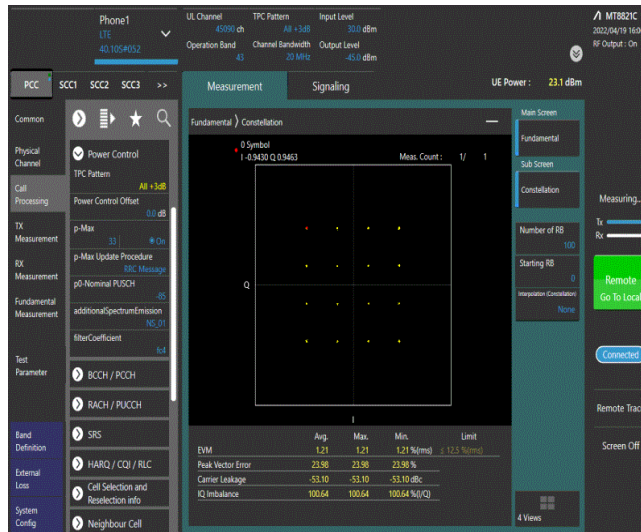 Phone1
LTE
40.10S#052
UL Channel
45090 ch
TPC Pattern
All +3dB
Input Level
30.0 dBm
Operation Band
43
Channel Bandwidth
20 MHz
Output Level
-45.0 dBm
MT8821C
2022/04/19 16:0
RF Output : On
PCC SCC1 SCC2 SCC3 >>
Measurement
Signaling
UE Power : 23.1 dBm
Common
Physical
Channel
Call
Processing
TX
Measurement
RX
Measurement
Fundamental
Measurement
Test
Parameter
Band
Definition
External
Loss
System
Config
Power Control
TPC Pattern
All +3dB
Power Control Offset
0.0 dB
p-Max
33 On
p-Max Update Procedure
RRC Message
p0-Nominal PUSCH
-85
additionalSpectrumEmission
NS_01
filterCoefficient
fc4
BCCH / PCCH
RACH / PUCCH
SRS
HARQ / CQI / RLC
Cell Selection and
Reselection info
Neighbour Cell
Fundamental ⟩ Constellation
0 Symbol
I -0.9430 Q 0.9463
Meas. Count : 1/ 1
Q
I
Avg. Max. Min. Limit
EVM 1.21 1.21 1.21 %(rms) ≤ 12.5 %(rms)
Peak Vector Error 23.98 23.98 23.98 %
Carrier Leakage -53.10 -53.10 -53.10 dBc
IQ Imbalance 100.64 100.64 100.64 %(I/Q)
Main Screen
Fundamental
Sub Screen
Constellation
Number of RB
100
Starting RB
0
Interpolation (Constellation)
None
4 Views
Measuring..
Tx
Rx
Remote
Go To Local
Connected
Remote Trac
Screen Off